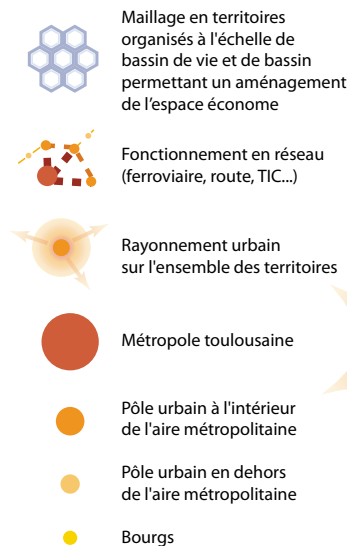 Maillage en territoires
organisés à l'échelle de
bassin de vie et de bassin
permettant un aménagement
de l’espace économe
Fonctionnement en réseau
(ferroviaire, route, TIC...)
Rayonnement urbain
sur l'ensemble des territoires
Métropole toulousaine
Pôle urbain à l'intérieur
de l'aire métropolitaine
Pôle urbain en dehors
de l'aire métropolitaine
Bourgs